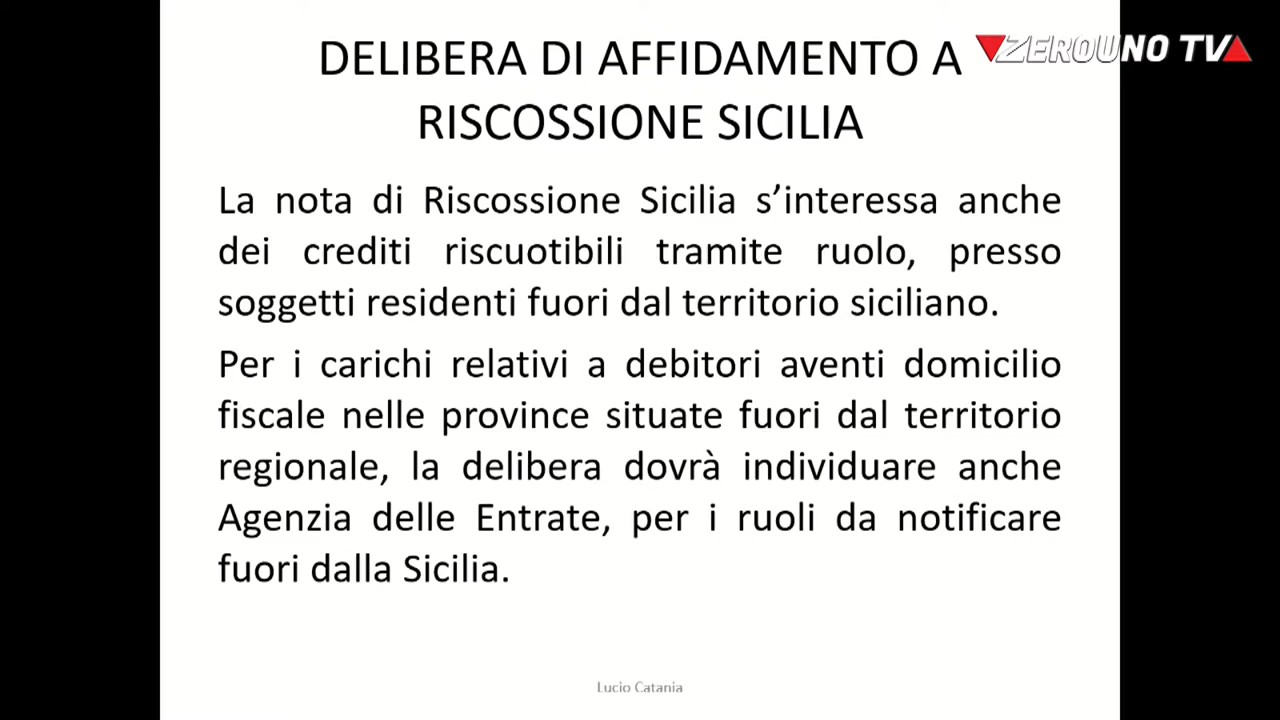 DELIBERA DI AFFIDAMENTO A
ZEROUNO TV
RISCOSSIONE SICILIA
La nota di Riscossione Sicilia s’interessa anche
dei crediti riscuotibili tramite ruolo, presso
soggetti residenti fuori dal territorio siciliano.
Per i carichi relativi a debitori aventi domicilio
fiscale nelle province situate fuori dal territorio
regionale, la delibera dovrà individuare anche
Agenzia delle Entrate, per i ruoli da notificare
fuori dalla Sicilia.
Lucio Catania